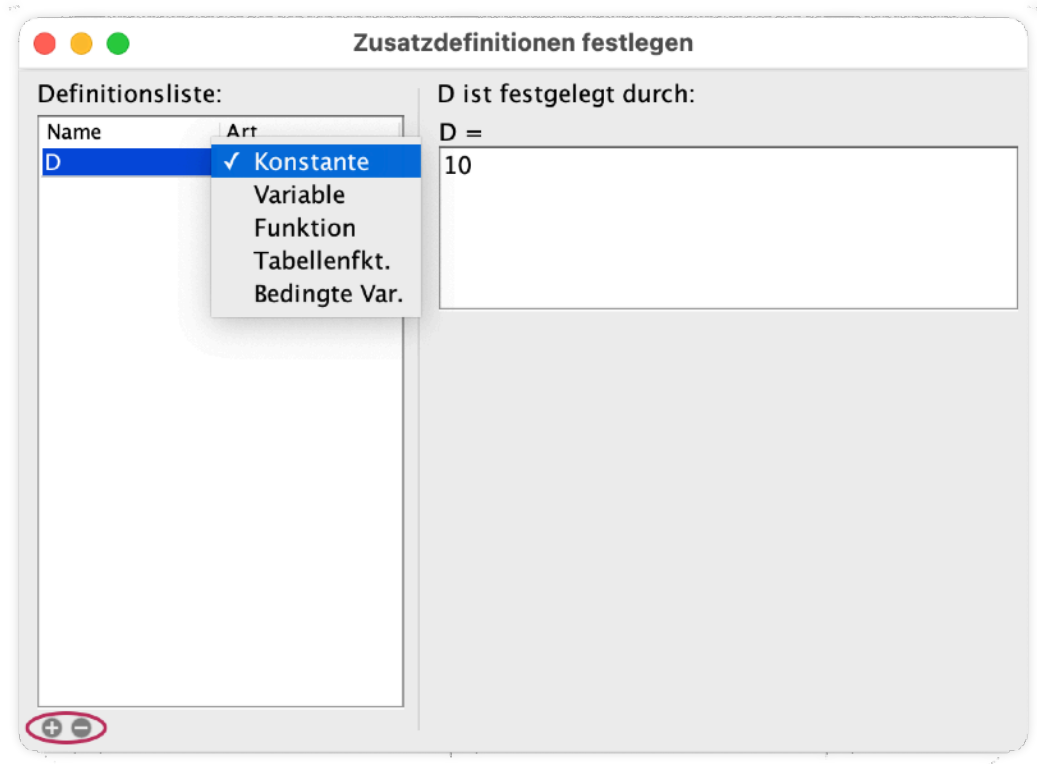 Zusatzdefinitionen festlegen
Definitionsliste:
Name Art
D ✓ Konstante
Variable
Funktion
Tabellenfkt.
Bedingte Var.
D ist festgelegt durch:
D =
10